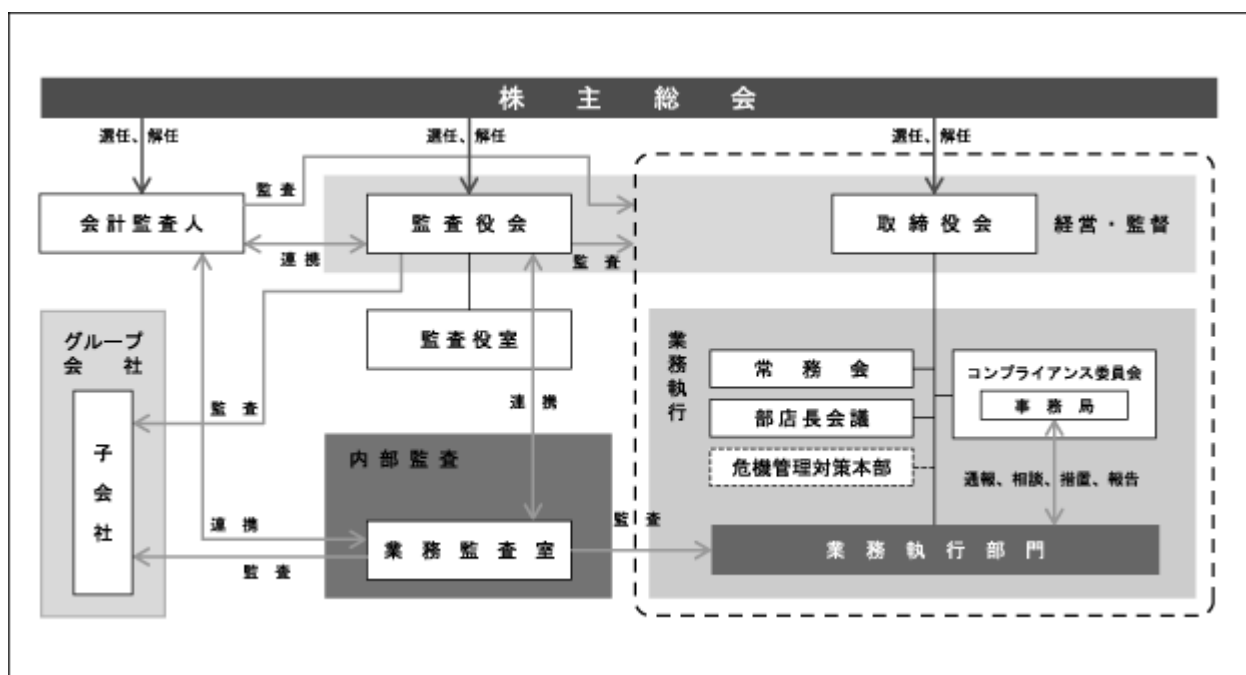 株主総会
選任、解任
選任、解任
選任、解任
監査
会計監査人
監査役会
取締役会
経営・監督
連携
監査
グループ
会社
監査役室
業務執行
常務会
コンプライアンス委員会
事務局
部店長会議
監査
連携
子会社
内部監査
危機管理対策本部
通報、相談、措置、報告
連携
監査
業務監査室
業務執行部門
監査